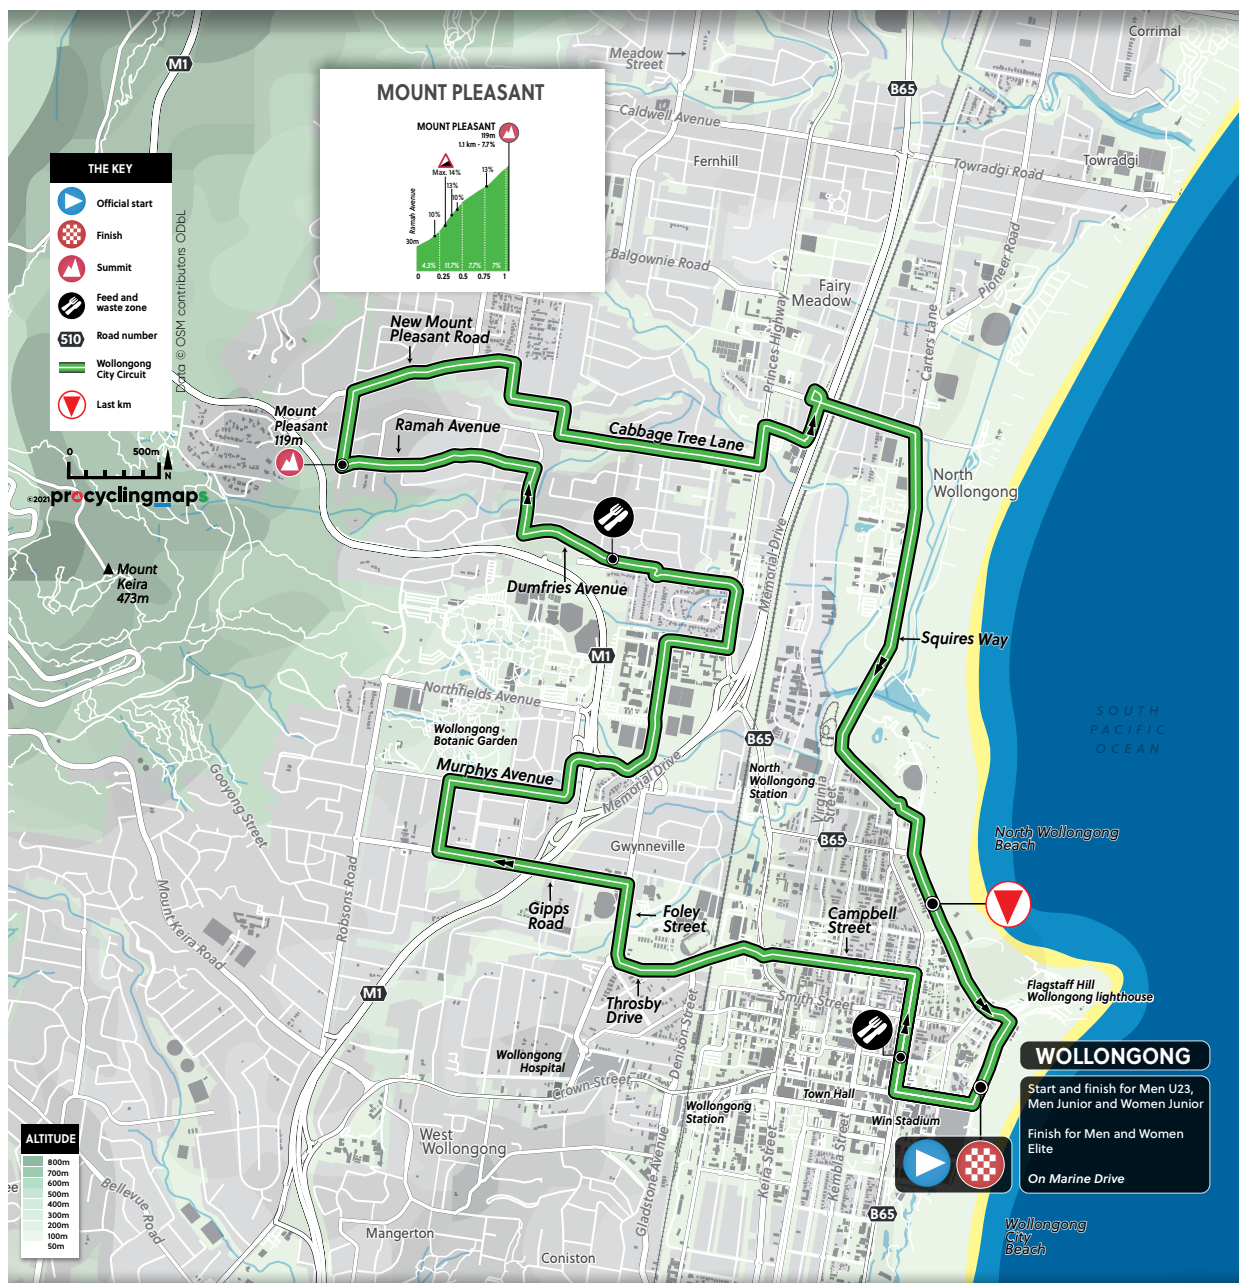 Corrimal
M1
Meadow
Street
B65
MOUNT PLEASANT
MOUNT PLEASANT
119m
1.1 km - 7.7%
Max. 14%
13%
13%
10%
10%
Ramah Avenue
30m
4.3%
11.7%
7.7%
7%
0
0.25
0.5
0.75
1
Caldwell Avenue
Fernhill
Towradgi
Towradgi Road
THE KEY
Official start
Finish
Summit
Feed and
waste zone
510
Road number
Wollongong
City Circuit
Last km
Data © OSM contributors ODbL
Balgownie Road
Pioneer Road
Fairy
Meadow
Princes Highway
Carters Lane
New Mount
Pleasant Road
Mount
Pleasant
119m
Ramah Avenue
Cabbage Tree Lane
0
500m
N
©2021 procyclingmaps
North
Wollongong
Mount
Keira
473m
Dumfries Avenue
Memorial Drive
Squires Way
M1
Northfields Avenue
SOUTH
PACIFIC
OCEAN
Wollongong
Botanic Garden
B65
Murphys Avenue
Memorial Drive
North
Wollongong
Station
Virginia
Street
Gooyong Street
North Wollongong
Beach
B65
Gwynneville
Robsons Road
Mount Keira Road
Gipps
Road
Foley
Street
Campbell
Street
M1
Throsby
Drive
Smith Street
Flagstaff Hill
Wollongong lighthouse
Denison Street
Wollongong
Hospital
Crown Street
WOLLONGONG
Start and finish for Men U23,
Men Junior and Women Junior
Finish for Men and Women
Elite
On Marine Drive
Town Hall
Wollongong
Station
Win Stadium
ALTITUDE
800m
700m
600m
500m
400m
300m
200m
100m
50m
West
Wollongong
Keira Street
Kembla Street
Gladstone Avenue
Bellevue Road
B65
Mangerton
Coniston
Wollongong
City
Beach
ee